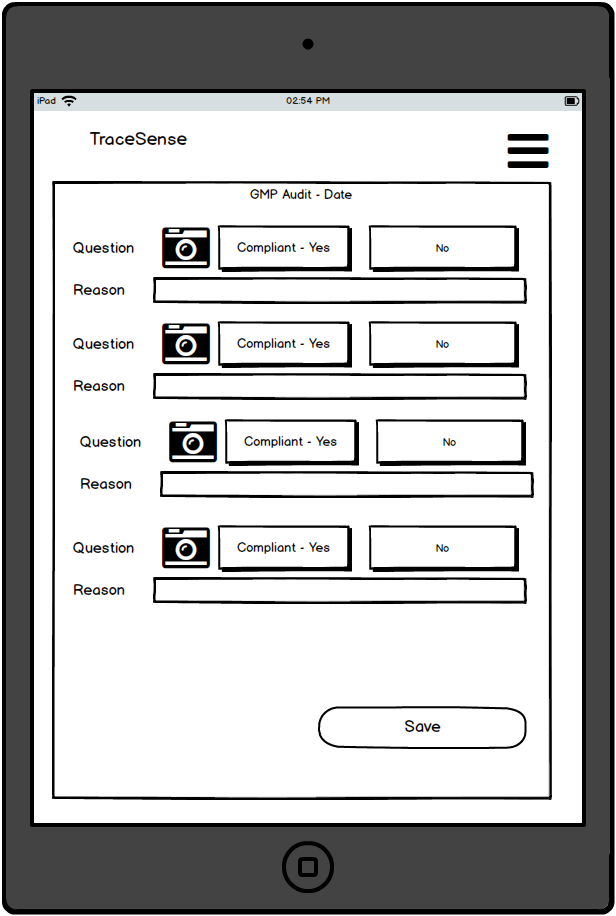 iPad 02:54 PM
TraceSense
GMP Audit - Date
Question Compliant - Yes No
Reason
Question Compliant - Yes No
Reason
Question Compliant - Yes No
Reason
Question Compliant - Yes No
Reason
Save